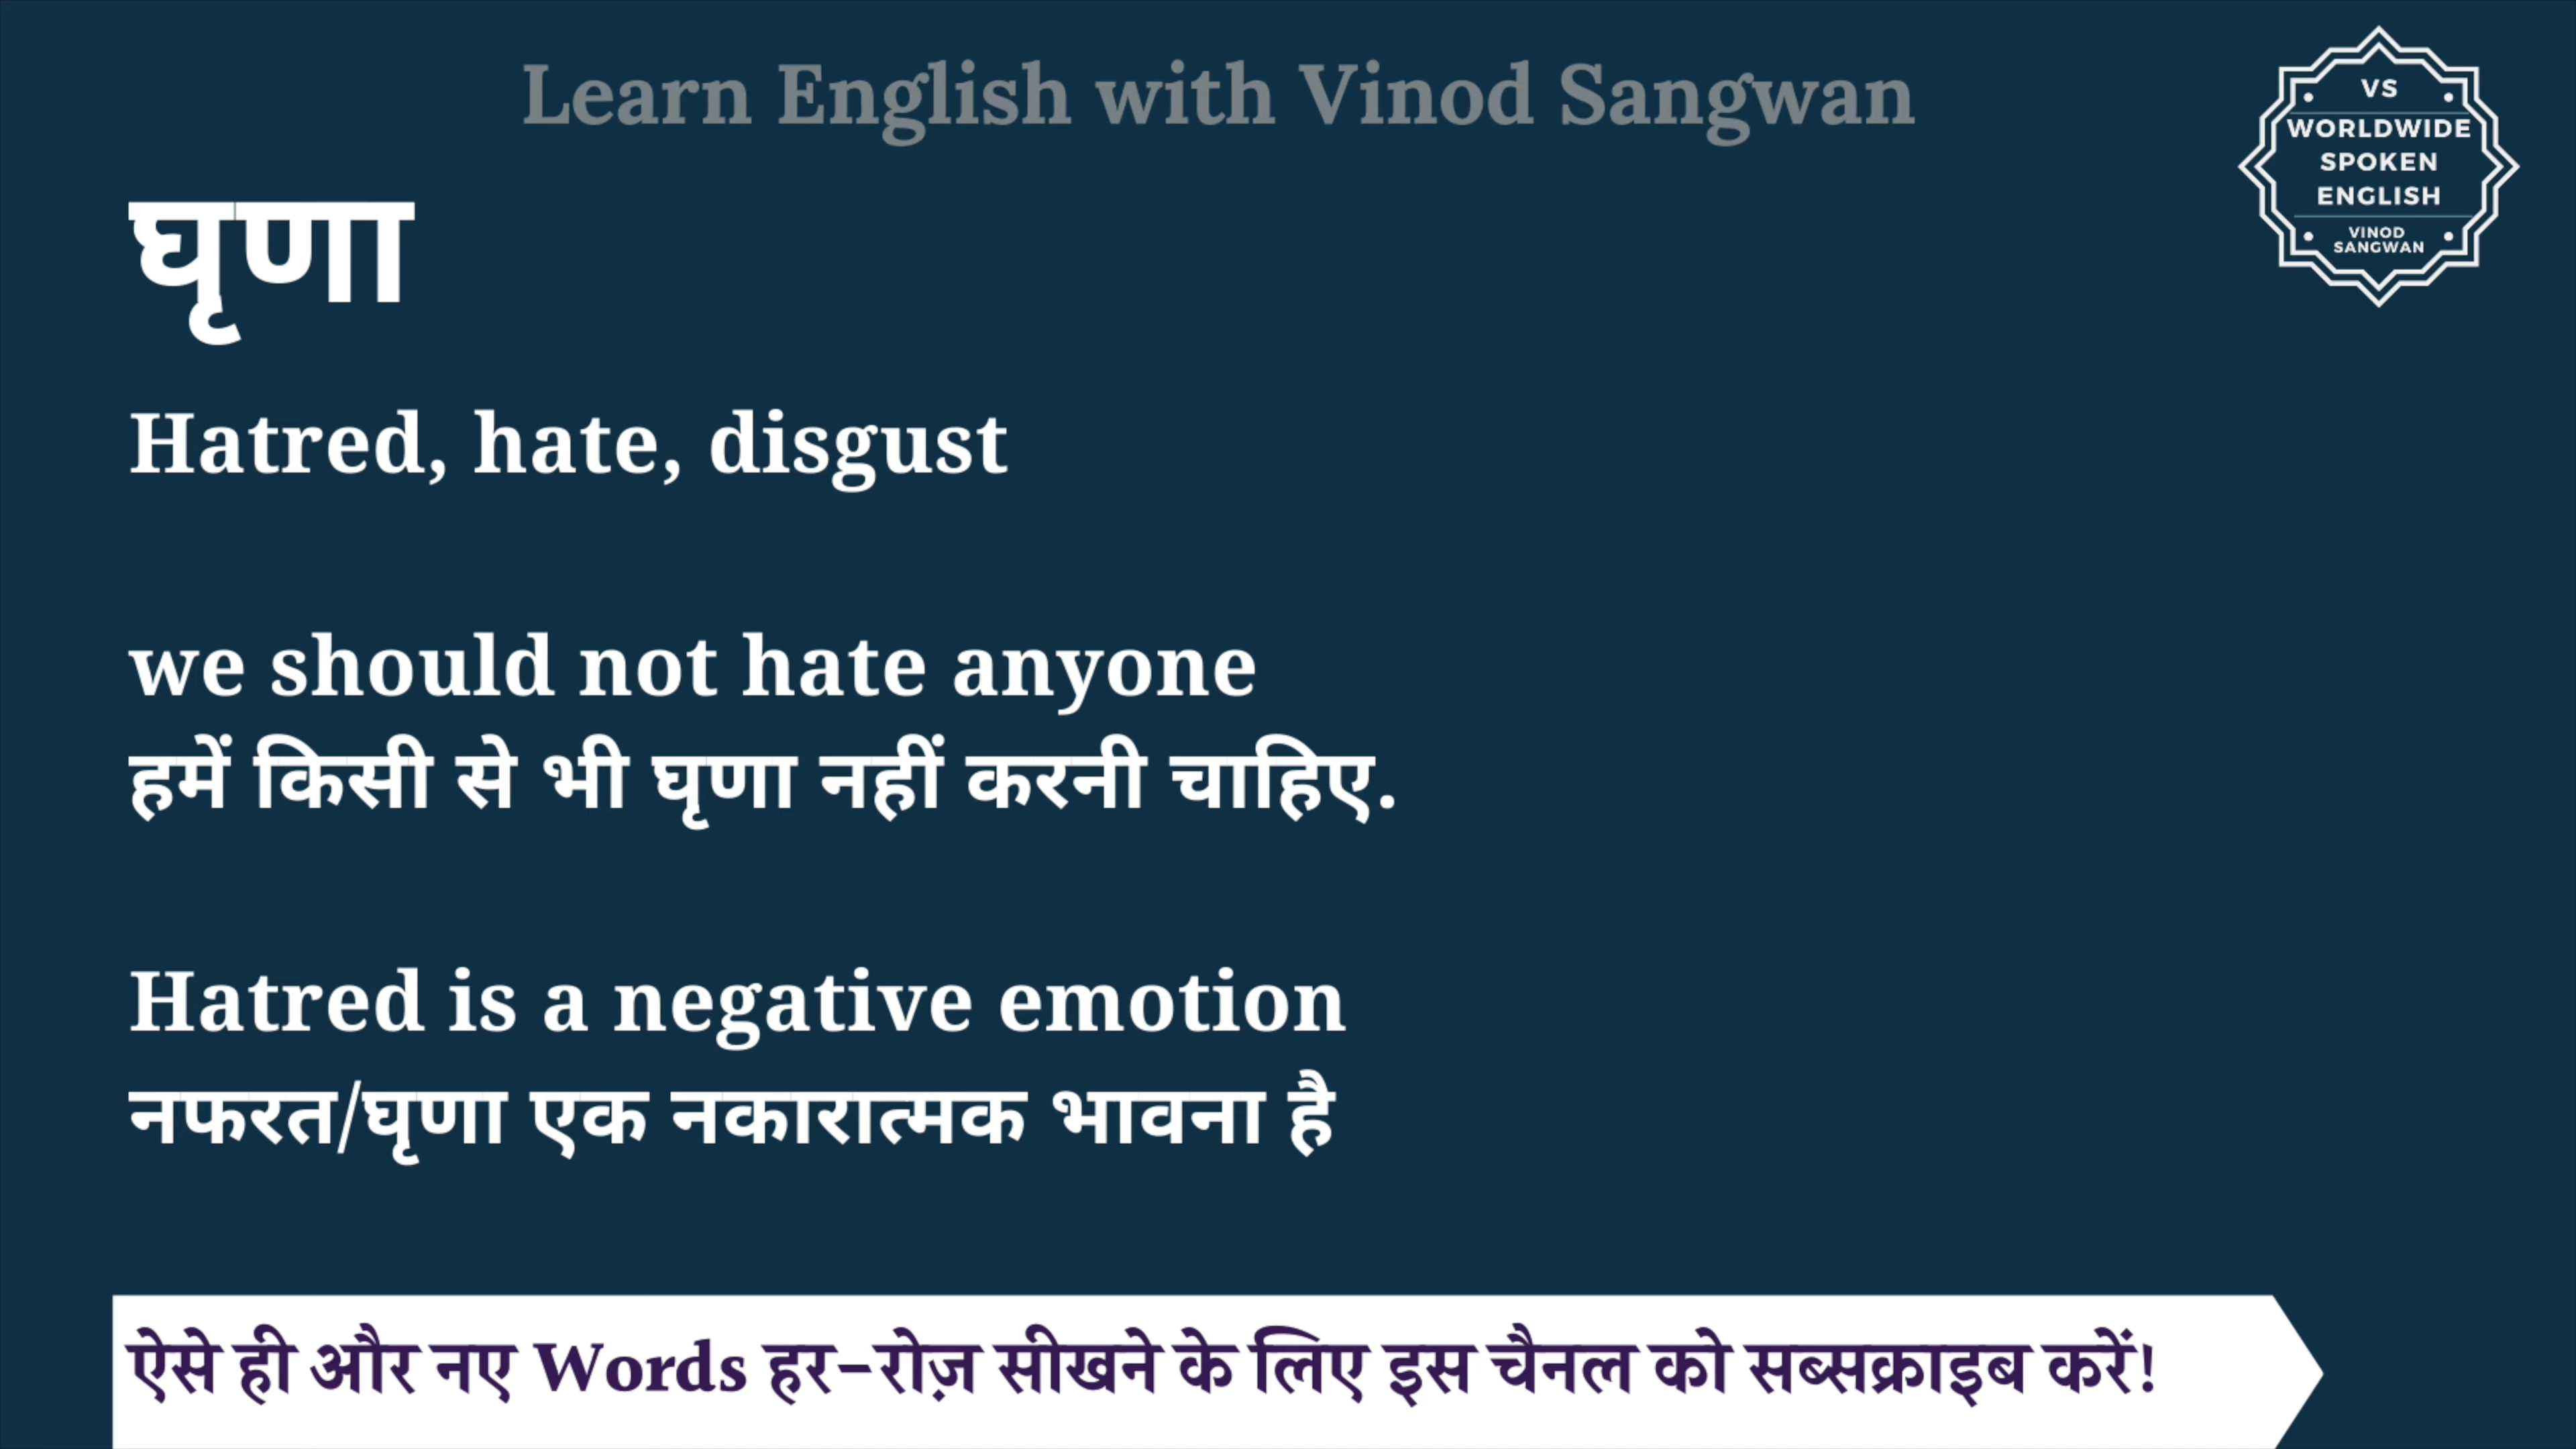 Learn English with Vinod Sangwan
VS
WORLDWIDE
SPOKEN
ENGLISH
VINOD
SANGWAN
घृणा
Hatred, hate, disgust
we should not hate anyone
हमें किसी से भी घृणा नहीं करनी चाहिए.
Hatred is a negative emotion
नफरत/घृणा एक नकारात्मक भावना है
ऐसे ही और नए Words हर-रोज़ सीखने के लिए इस चैनल को सब्सक्राइब करें!